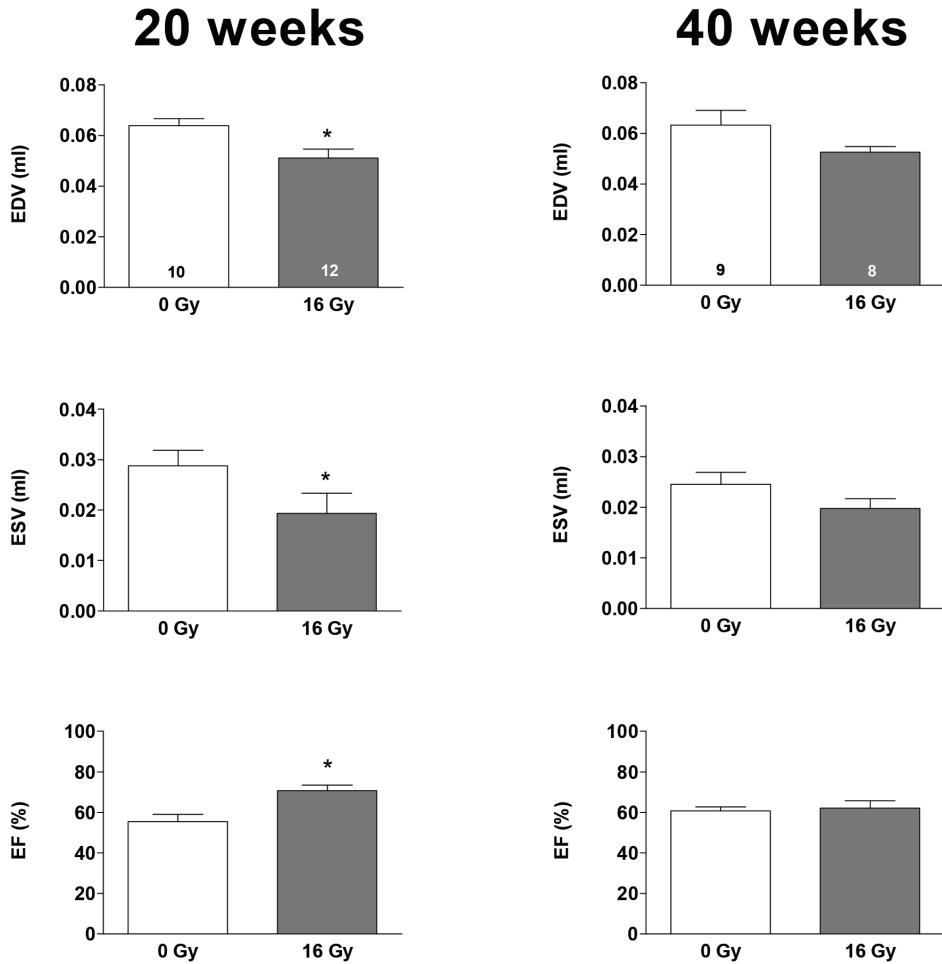 20 weeks
40 weeks
EDV (ml)
0.08
0.06
0.04
0.02
0.00
*
10
12
0 Gy
16 Gy
EDV (ml)
0.08
0.06
0.04
0.02
0.00
9
8
0 Gy
16 Gy
ESV (ml)
0.04
0.03
0.02
0.01
0.00
*
0 Gy
16 Gy
ESV (ml)
0.04
0.03
0.02
0.01
0.00
0 Gy
16 Gy
EF (%)
100
80
60
40
20
0
*
0 Gy
16 Gy
EF (%)
100
80
60
40
20
0
0 Gy
16 Gy